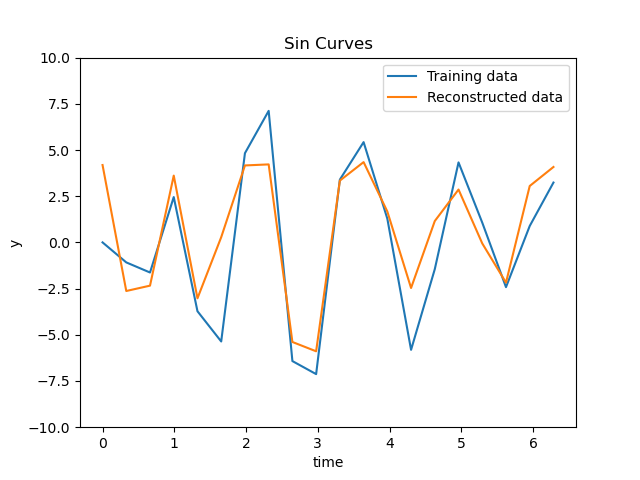 Sin Curves
Training data
Reconstructed data
10.0
7.5
5.0
2.5
0.0
−2.5
−5.0
−7.5
−10.0
y
0 1 2 3 4 5 6
time